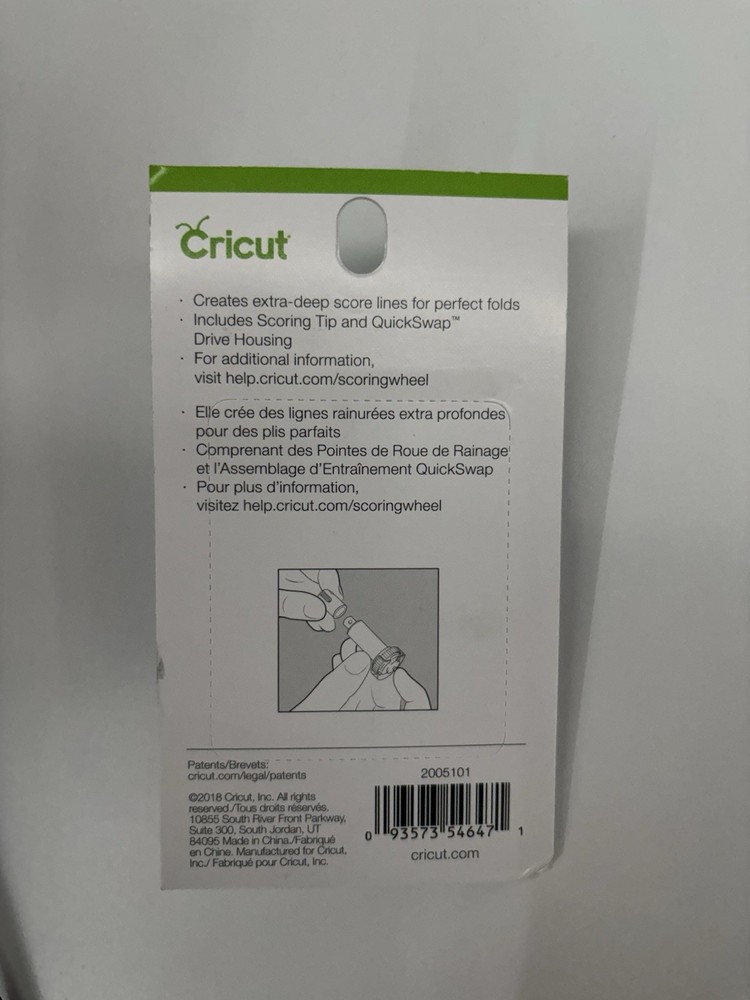 Cricut
· Creates extra-deep score lines for perfect folds
· Includes Scoring Tip and QuickSwap™
Drive Housing
· For additional information,
visit help.cricut.com/scoringwheel
· Elle crée des lignes rainurées extra profondes
pour des plis parfaits
· Comprenant des Pointes de Roue de Rainage
et l'Assemblage d'Entraînement QuickSwap
· Pour plus d'information,
visitez help.cricut.com/scoringwheel
Patents/Brevets:
cricut.com/legal/patents
©2018 Cricut, Inc. All rights
reserved./Tous droits réservés.
10855 South River Front Parkway,
Suite 300, South Jordan, UT
84095 Made in China./Fabriqué
en Chine. Manufactured for Cricut,
Inc./ Fabriqué pour Cricut, Inc.
2005101
0 93573 54647 1
cricut.com